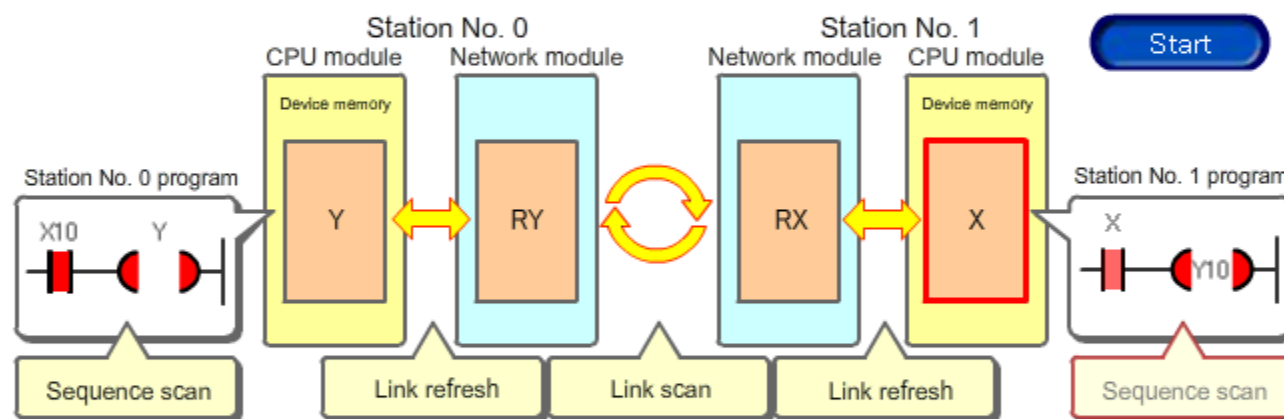 Station No. 0
Station No. 1
Start
CPU module
Network module
Network module
CPU module
Device memory
Device memory
Station No. 0 program
Station No. 1 program
X10
Y
Y
RY
RX
X
X
Y10
Sequence scan
Link refresh
Link scan
Link refresh
Sequence scan